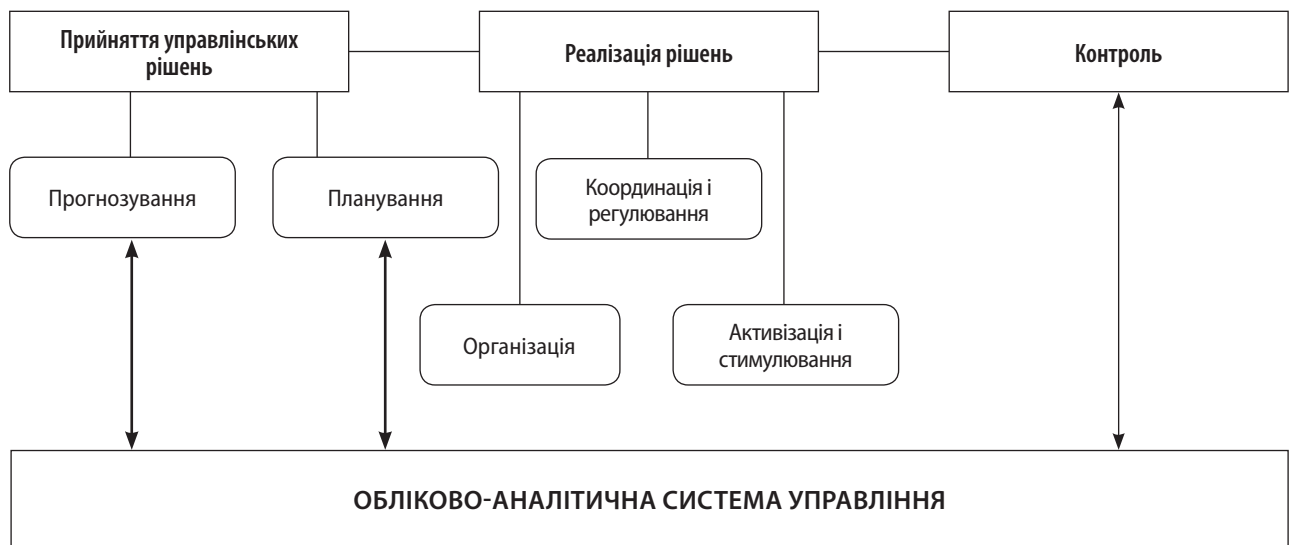 Прийняття управлінських
рішень
Реалізація рішень
Контроль
Прогнозування
Планування
Координація і
регулювання
Організація
Активізація і
стимулювання
ОБЛІКОВО-АНАЛІТИЧНА СИСТЕМА УПРАВЛІННЯ